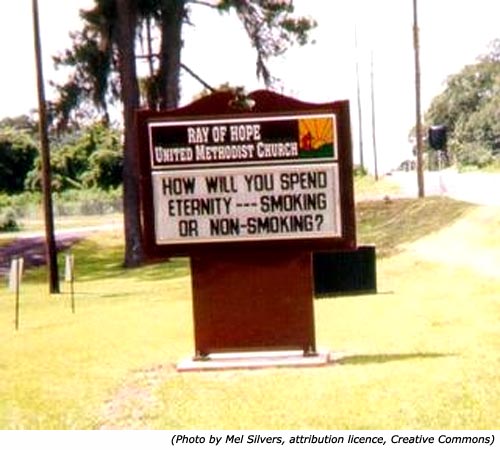 RAY OF HOPE
UNITED METHODIST CHURCH
HOW WILL YOU SPEND
ETERNITY --- SMOKING
OR NON-SMOKING?
(Photo by Mel Silvers, attribution licence, Creative Commons)